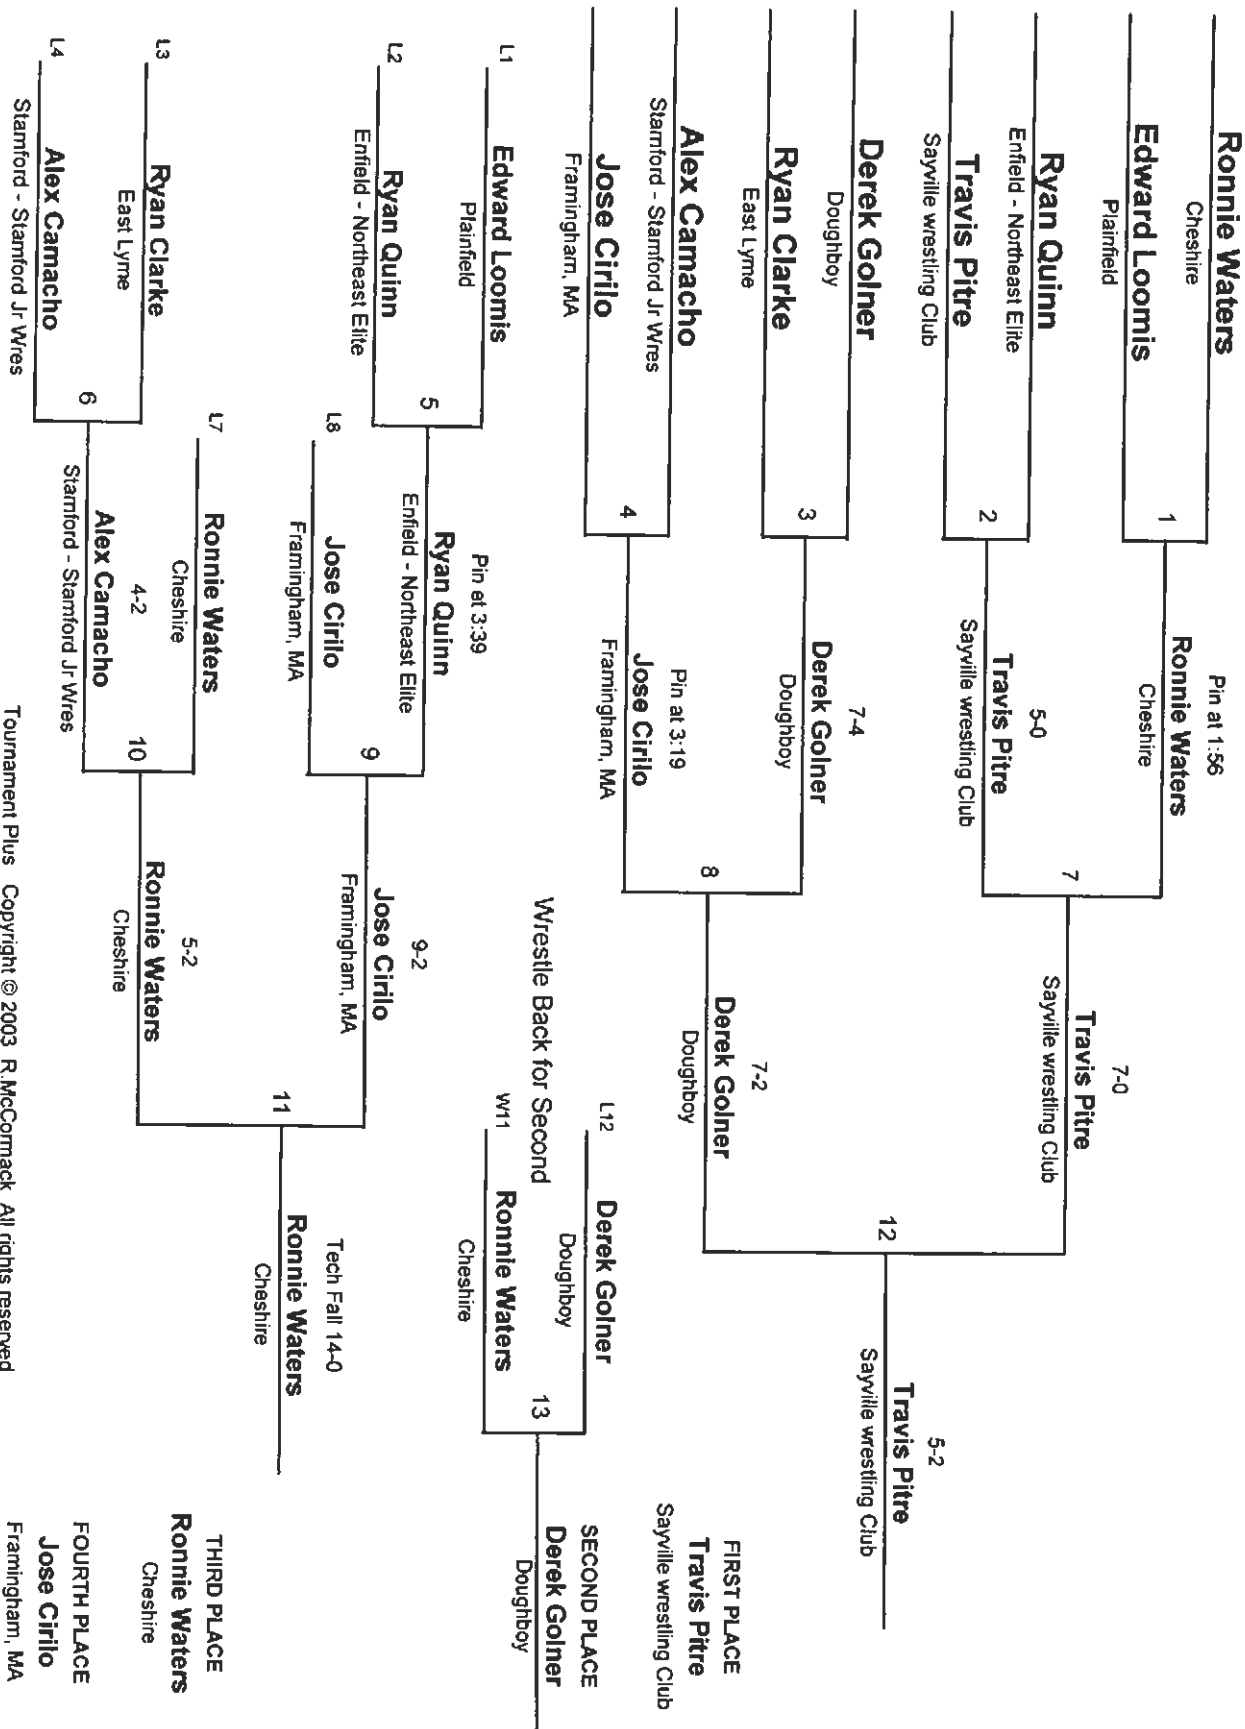 Ronnie Waters
Cheshire
Edward Loomis
Plainfield
1
Ryan Quinn
Enfield - Northeast Elite
Travis Pitre
Sayville wrestling Club
2
Derek Golner
Doughboy
Ryan Clarke
East Lyme
3
Alex Camacho
Stamford - Stamford Jr Wres
Jose Cirilo
Framingham, MA
4
Pin at 1:56
Ronnie Waters
Cheshire
5-0
Travis Pitre
Sayville wrestling Club
7
7-4
Derek Golner
Doughboy
Pin at 3:19
Jose Cirilo
Framingham, MA
8
7-0
Travis Pitre
Sayville wrestling Club
7-2
Derek Golner
Doughboy
12
5-2
Travis Pitre
Sayville wrestling Club
Wrestle Back for Second
L12
Derek Golner
Doughboy
W11
Ronnie Waters
Cheshire
13
FIRST PLACE
Travis Pitre
Sayville wrestling Club
SECOND PLACE
Derek Golner
Doughboy
L1
Edward Loomis
Plainfield
L2
Ryan Quinn
Enfield - Northeast Elite
5
Pin at 3:39
Ryan Quinn
Enfield - Northeast Elite
L8
Jose Cirilo
Framingham, MA
9
9-2
Jose Cirilo
Framingham, MA
L3
Ryan Clarke
East Lyme
L4
Alex Camacho
Stamford - Stamford Jr Wres
6
L7
Ronnie Waters
Cheshire
4-2
Alex Camacho
Stamford - Stamford Jr Wres
10
5-2
Ronnie Waters
Cheshire
11
Tech Fall 14-0
Ronnie Waters
Cheshire
THIRD PLACE
Ronnie Waters
Cheshire
FOURTH PLACE
Jose Cirilo
Framingham, MA
Tournament Plus Copyright © 2003 R.McCormack All rights reserved